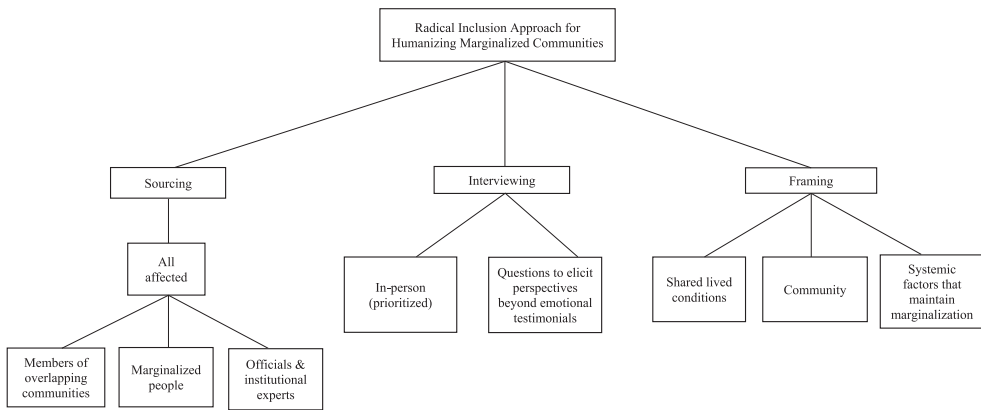 Radical Inclusion Approach for
Humanizing Marginalized Communities
Sourcing
Interviewing
Framing
All
affected
In-person
(prioritized)
Questions to elicit
perspectives
beyond emotional
testimonials
Shared lived
conditions
Community
Systemic
factors that
maintain
marginalization
Members of
overlapping
communities
Marginalized
people
Officials &
institutional
experts